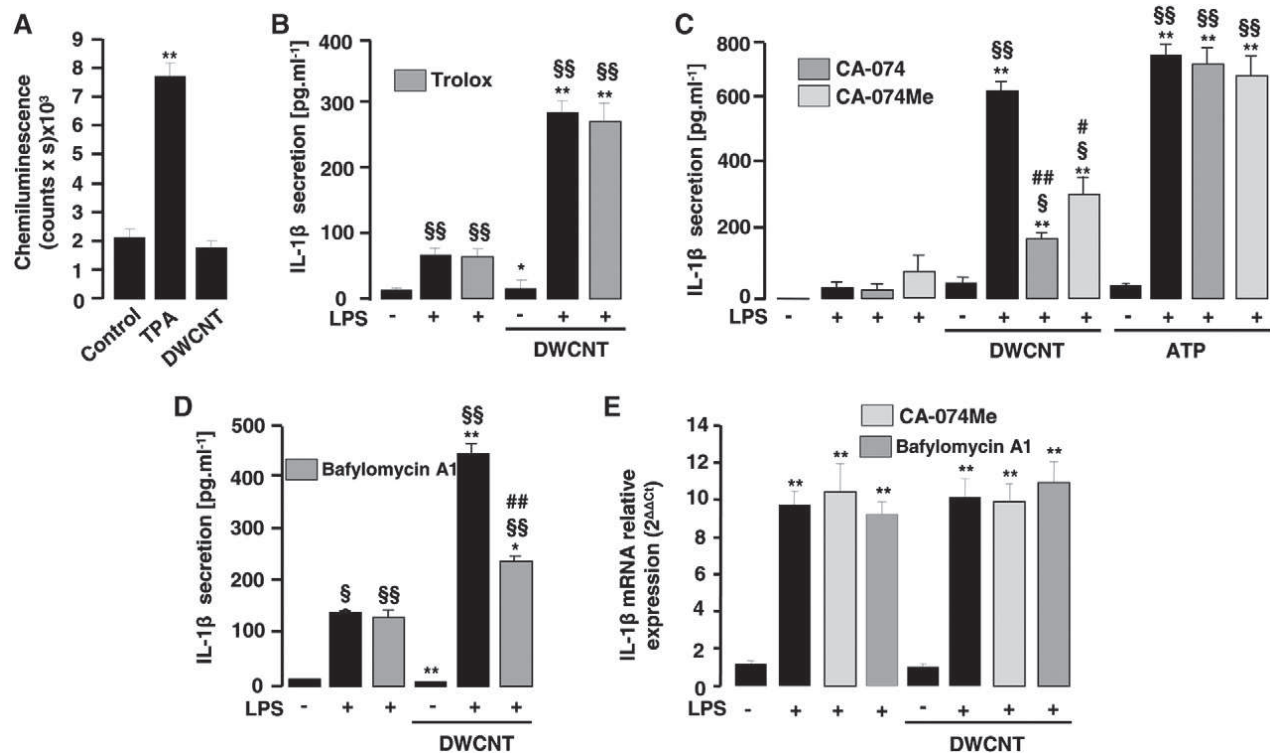 A
Chemiluminescence
(counts x s)x10³
9
8
7
6
5
4
3
2
1
0
**
Control
TPA
DWCNT
B
IL-1β secretion [pg.ml⁻¹]
400
300
200
100
0
Trolox
§§ §§
*
§§ §§
** **
LPS - + + - + +
DWCNT
C
IL-1β secretion [pg.ml⁻¹]
800
600
400
200
0
CA-074
CA-074Me
§§
**
##
§
**
#
§
**
§§ §§ §§
** ** **
LPS - + + + - + + + - + + +
DWCNT ATP
D
IL-1β secretion [pg.ml⁻¹]
500
400
300
200
100
0
Bafylomycin A1
§ §§
**
§§
**
##
§§
*
LPS - + + - + +
DWCNT
E
IL-1β mRNA relative
expression (2ΔΔCt)
14
12
10
8
6
4
2
0
CA-074Me
Bafylomycin A1
** ** ** ** ** **
LPS - + + + - + + +
DWCNT